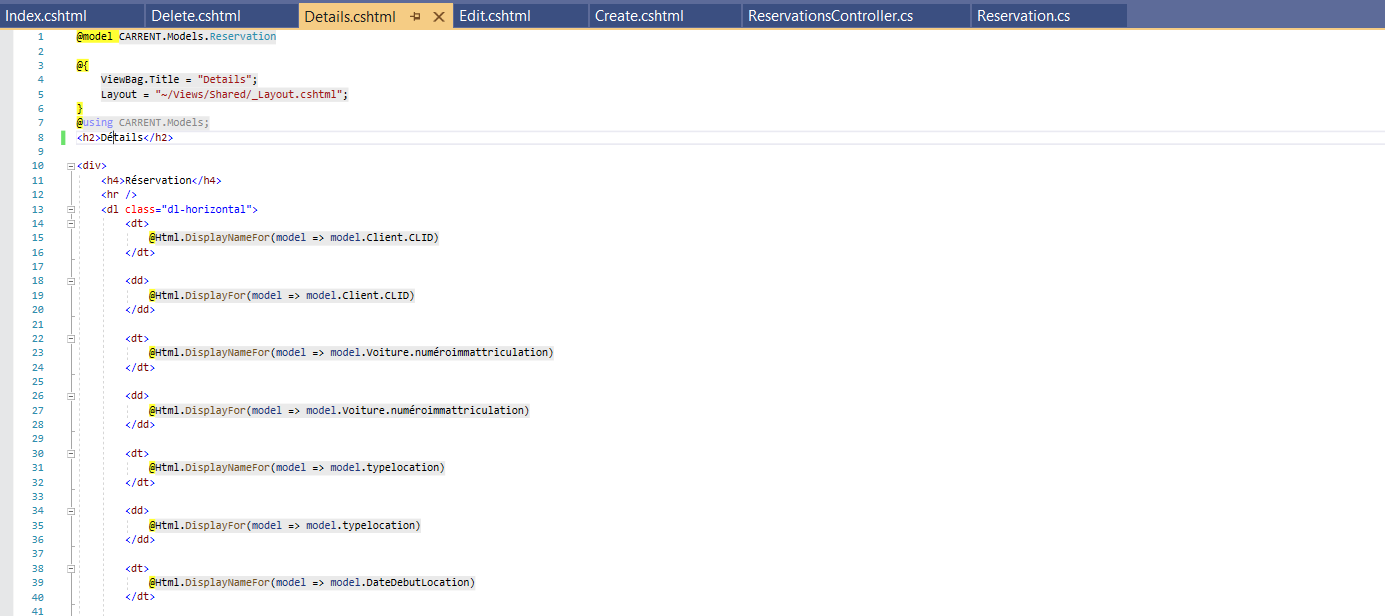 Index.cshtml Delete.cshtml Details.cshtml Edit.cshtml Create.cshtml ReservationsController.cs Reservation.cs
1 @model CARRENT.Models.Reservation
2
3 @{
4 ViewBag.Title = "Details";
5 Layout = "~/Views/Shared/_Layout.cshtml";
6 }
7 @using CARRENT.Models;
8 <h2>Détails</h2>
9
10 <div>
11 <h4>Réservation</h4>
12 <hr />
13 <dl class="dl-horizontal">
14 <dt>
15 @Html.DisplayNameFor(model => model.Client.CLID)
16 </dt>
17
18 <dd>
19 @Html.DisplayFor(model => model.Client.CLID)
20 </dd>
21
22 <dt>
23 @Html.DisplayNameFor(model => model.Voiture.numéroimmattriculation)
24 </dt>
25
26 <dd>
27 @Html.DisplayFor(model => model.Voiture.numéroimmattriculation)
28 </dd>
29
30 <dt>
31 @Html.DisplayNameFor(model => model.typelocation)
32 </dt>
33
34 <dd>
35 @Html.DisplayFor(model => model.typelocation)
36 </dd>
37
38 <dt>
39 @Html.DisplayNameFor(model => model.DateDebutLocation)
40 </dt>
41